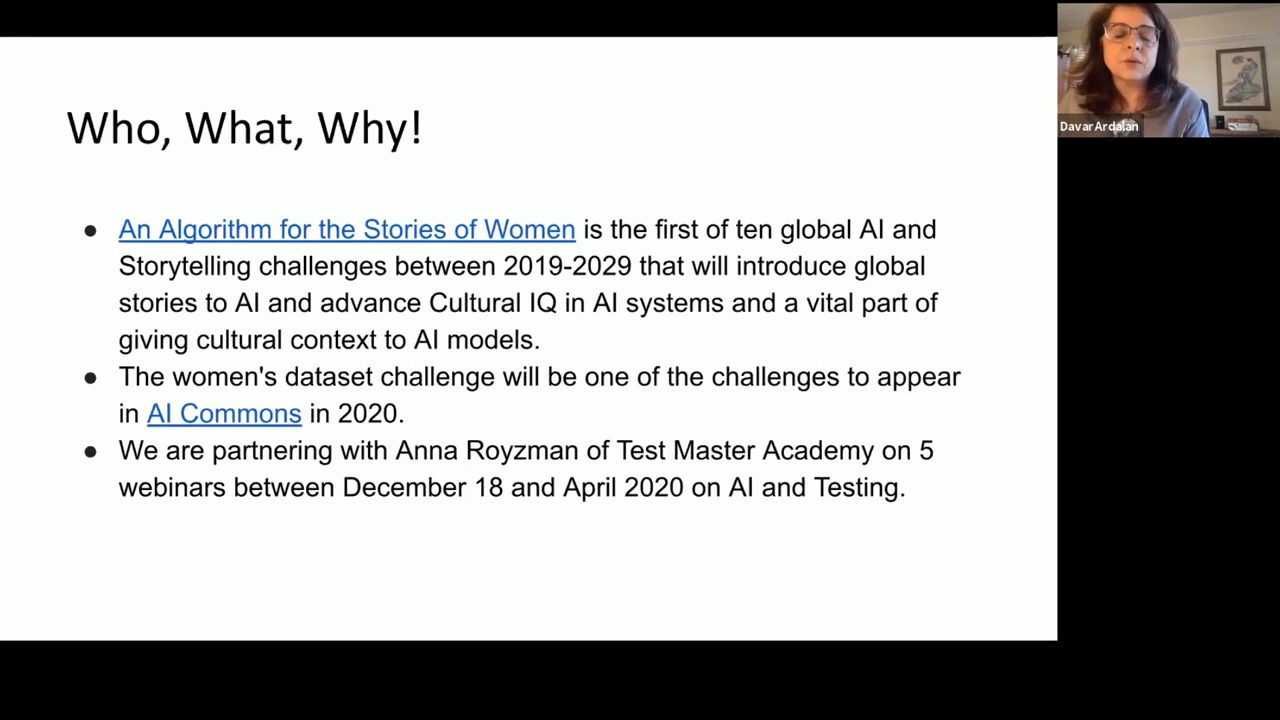 Who, What, Why!
● An Algorithm for the Stories of Women is the first of ten global AI and
Storytelling challenges between 2019-2029 that will introduce global
stories to AI and advance Cultural IQ in AI systems and a vital part of
giving cultural context to AI models.
● The women's dataset challenge will be one of the challenges to appear
in AI Commons in 2020.
● We are partnering with Anna Royzman of Test Master Academy on 5
webinars between December 18 and April 2020 on AI and Testing.
Davar Ardalan